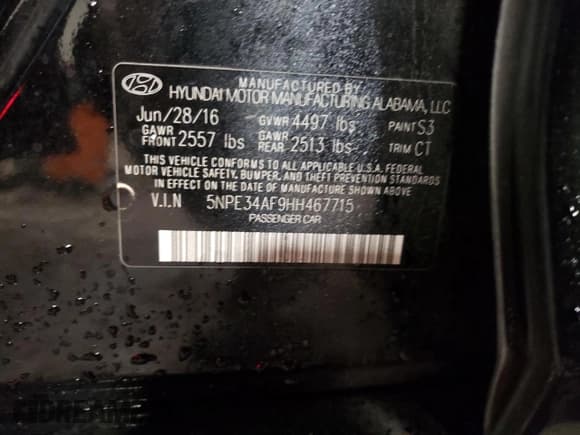 MANUFACTURED BY
HYUNDAI MOTOR MANUFACTURING ALABAMA, LLC
Jun/28/16 GVWR 4497 lbs PAINT S3
GAWR FRONT 2557 lbs GAWR REAR 2513 lbs TRIM CT
THIS VEHICLE CONFORMS TO ALL APPLICABLE U.S.A. FEDERAL
MOTOR VEHICLE SAFETY, BUMPER, AND THEFT PREVENTION STANDARDS
IN EFFECT ON THE DATE OF MANUFACTURE SHOWN ABOVE
V.I.N 5NPE34AF9HH467715
PASSENGER CAR